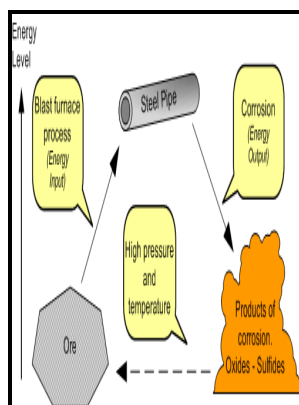 Energy
Level
Blast furnace
process
(Energy
Input)
Steel Pipe
Corrosion
(Energy
Output)
High pressure
and
temperature
Ore
Products of
corrosion.
Oxides - Sulfides